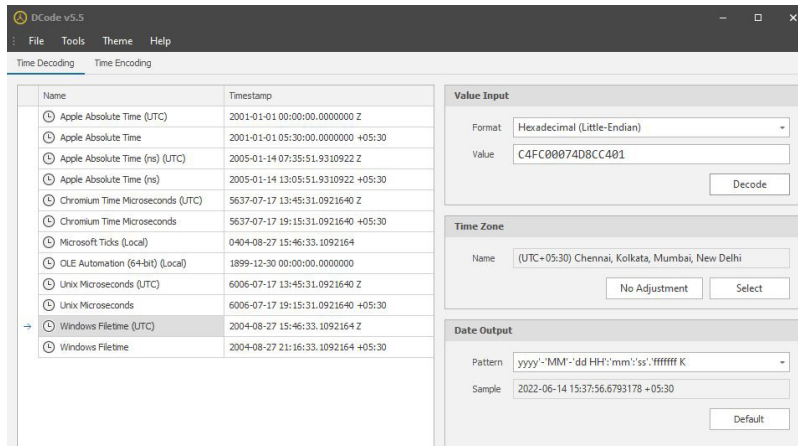 DCode v5.5
File Tools Theme Help
Time Decoding Time Encoding
Name Timestamp
Apple Absolute Time (UTC) 2001-01-01 00:00:00.0000000 Z
Apple Absolute Time 2001-01-01 05:30:00.0000000 +05:30
Apple Absolute Time (ns) (UTC) 2005-01-14 07:35:51.9310922 Z
Apple Absolute Time (ns) 2005-01-14 13:05:51.9310922 +05:30
Chromium Time Microseconds (UTC) 5637-07-17 13:45:31.0921640 Z
Chromium Time Microseconds 5637-07-17 19:15:31.0921640 +05:30
Microsoft Ticks (Local) 0404-08-27 15:46:33.1092164
OLE Automation (64-bit) (Local) 1899-12-30 00:00:00.0000000
Unix Microseconds (UTC) 6006-07-17 13:45:31.0921640 Z
Unix Microseconds 6006-07-17 19:15:31.0921640 +05:30
Windows Filetime (UTC) 2004-08-27 15:46:33.1092164 Z
Windows Filetime 2004-08-27 21:16:33.1092164 +05:30
Value Input
Format Hexadecimal (Little-Endian)
Value C4FC00074D8CC401
Decode
Time Zone
Name (UTC+05:30) Chennai, Kolkata, Mumbai, New Delhi
No Adjustment Select
Date Output
Pattern yyyy'-'MM'-'dd HH':'mm':'ss'.'fffffff K
Sample 2022-06-14 15:37:56.6793178 +05:30
Default